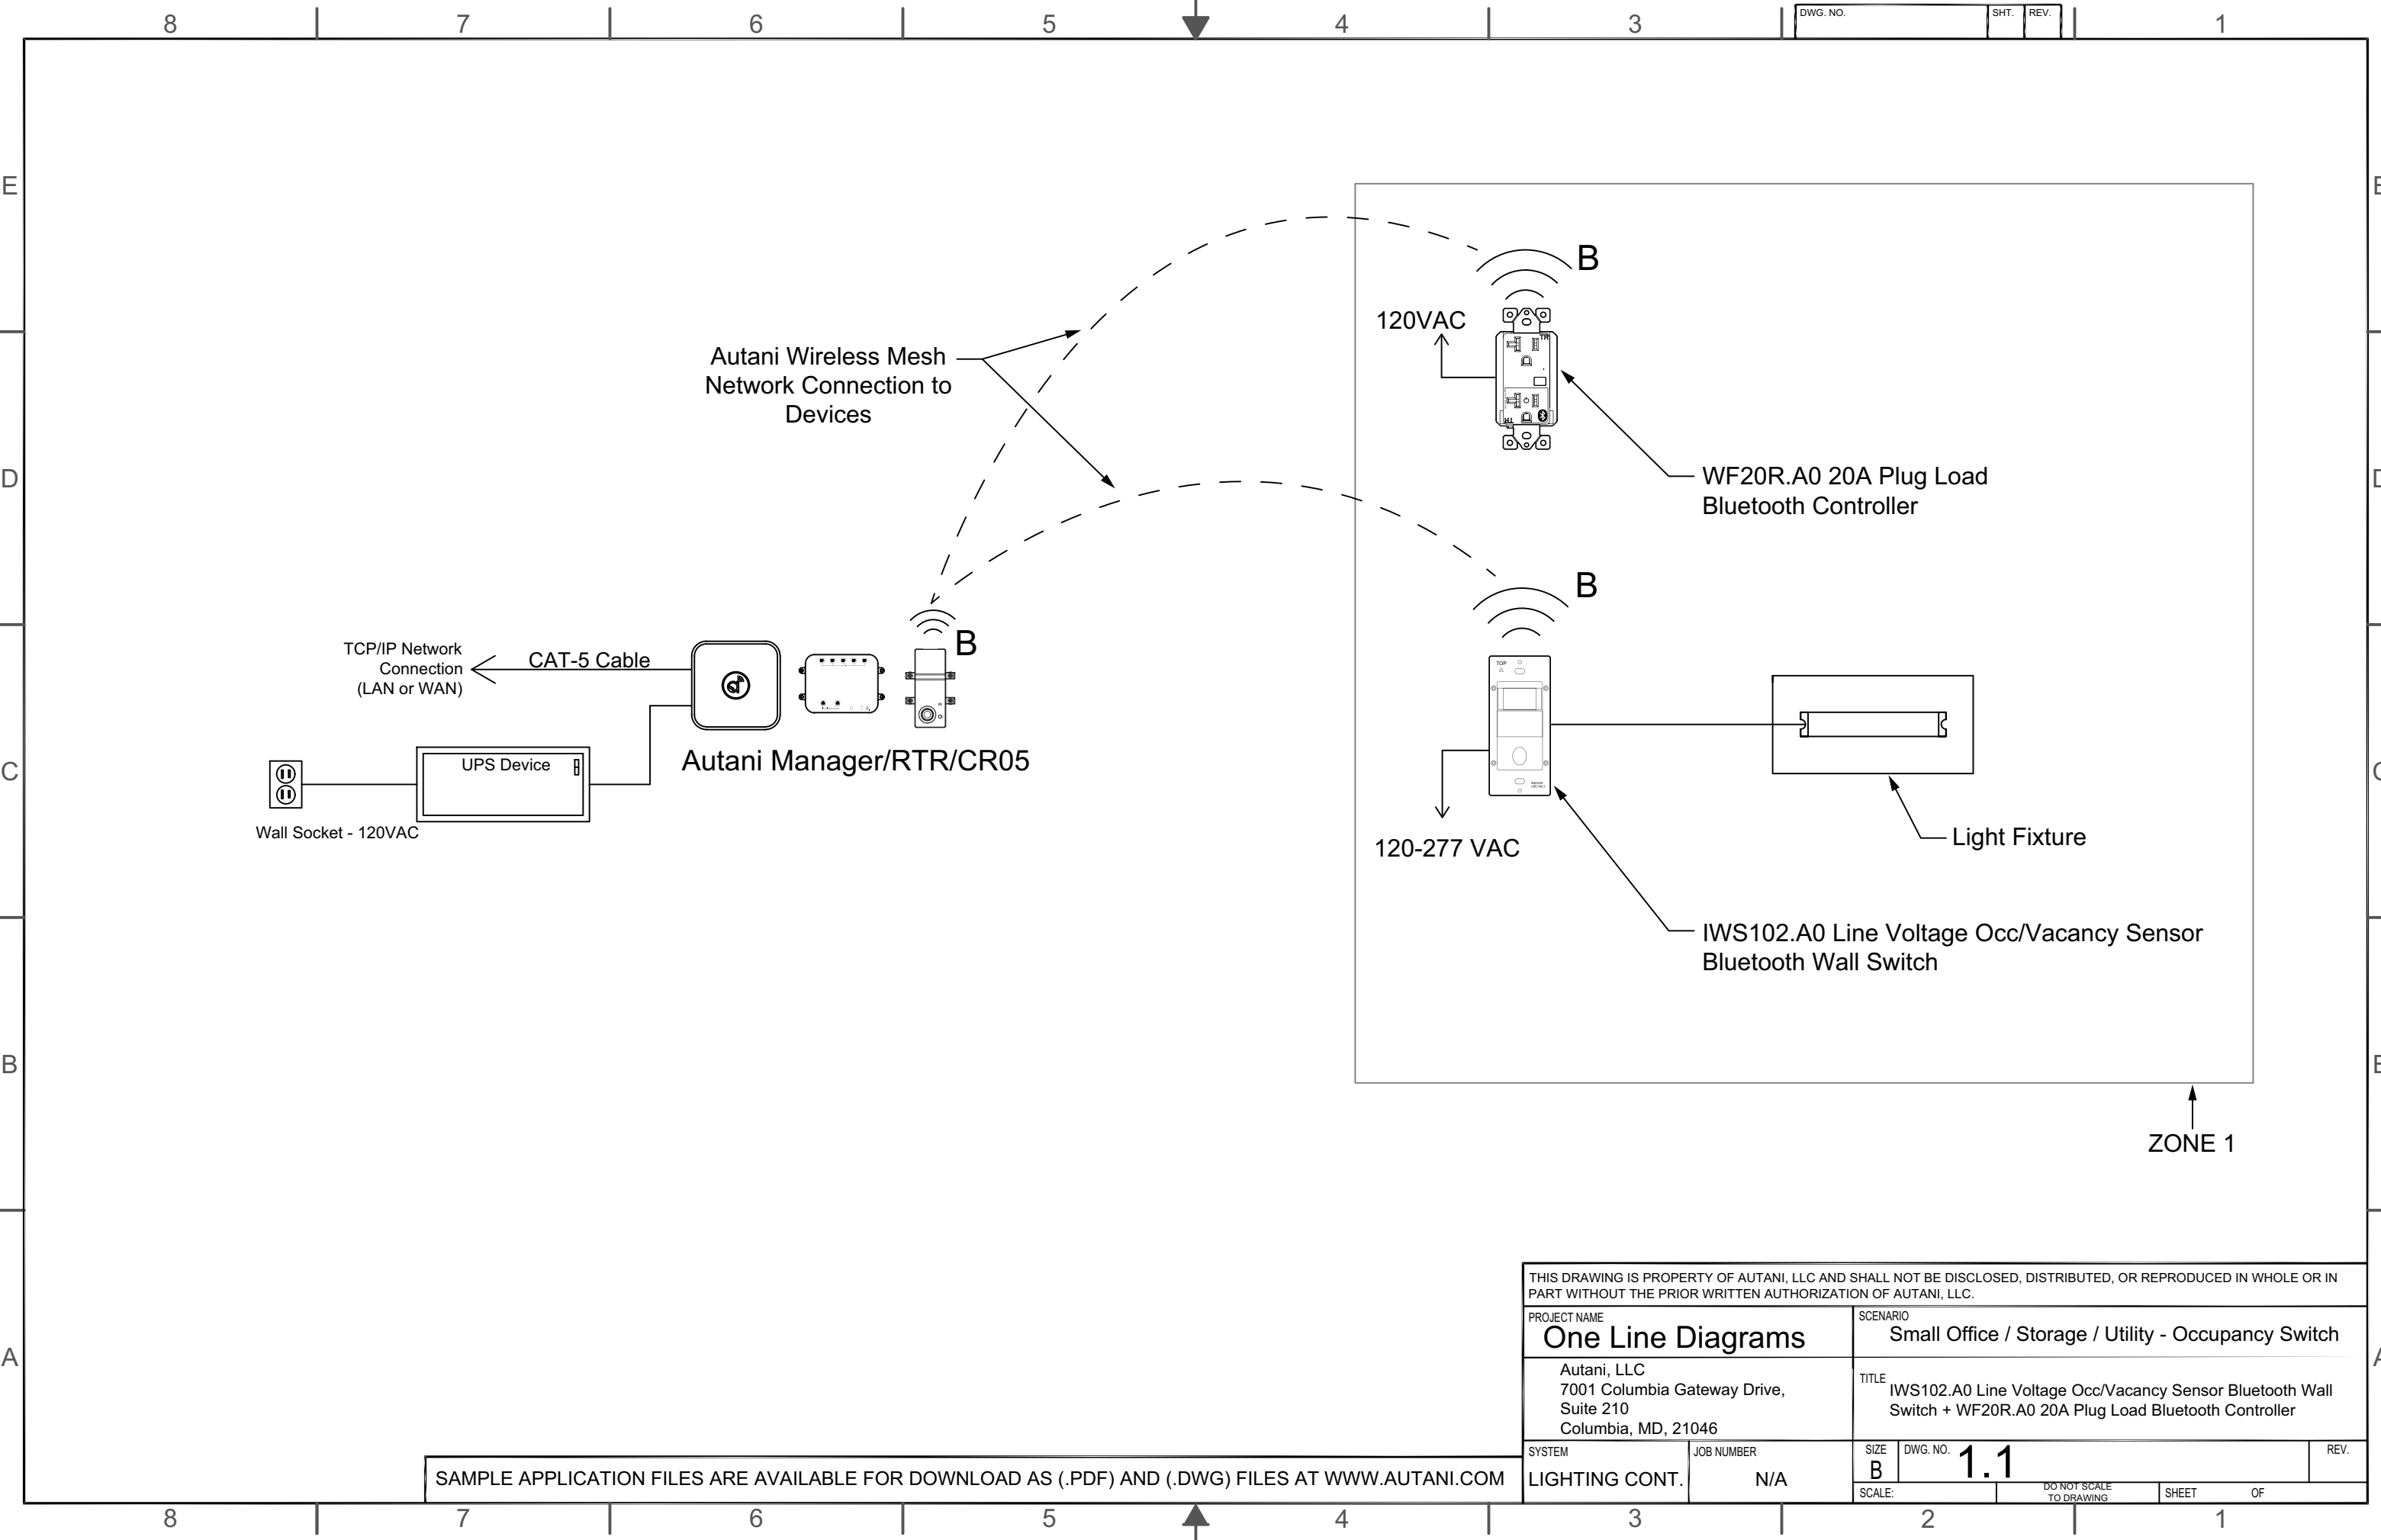 8 7 6 5 4 3 1
DWG. NO. SHT. REV.
E E
B
120VAC
Autani Wireless Mesh
Network Connection to
Devices
TR
TR
D D
WF20R.A0 20A Plug Load
Bluetooth Controller
B
TCP/IP Network
Connection
(LAN or WAN)
CAT-5 Cable
B
TOP
Autani Manager/RTR/CR05
UPS Device
C C
Wall Socket - 120VAC
120-277 VAC
Light Fixture
IWS102.A0 Line Voltage Occ/Vacancy Sensor
Bluetooth Wall Switch
B B
ZONE 1
THIS DRAWING IS PROPERTY OF AUTANI, LLC AND SHALL NOT BE DISCLOSED, DISTRIBUTED, OR REPRODUCED IN WHOLE OR IN
PART WITHOUT THE PRIOR WRITTEN AUTHORIZATION OF AUTANI, LLC.
PROJECT NAME
One Line Diagrams
SCENARIO
Small Office / Storage / Utility - Occupancy Switch
A A
Autani, LLC
7001 Columbia Gateway Drive,
Suite 210
Columbia, MD, 21046
TITLE
IWS102.A0 Line Voltage Occ/Vacancy Sensor Bluetooth Wall
Switch + WF20R.A0 20A Plug Load Bluetooth Controller
SYSTEM
LIGHTING CONT.
JOB NUMBER
N/A
SIZE
B
DWG. NO. 1.1
REV.
SCALE:
DO NOT SCALE
TO DRAWING
SHEET OF
SAMPLE APPLICATION FILES ARE AVAILABLE FOR DOWNLOAD AS (.PDF) AND (.DWG) FILES AT WWW.AUTANI.COM
8 7 6 5 4 3 2 1